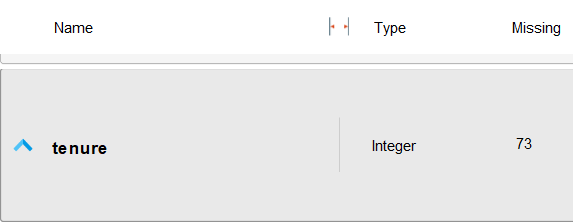 Name Type Missing
tenure Integer 73